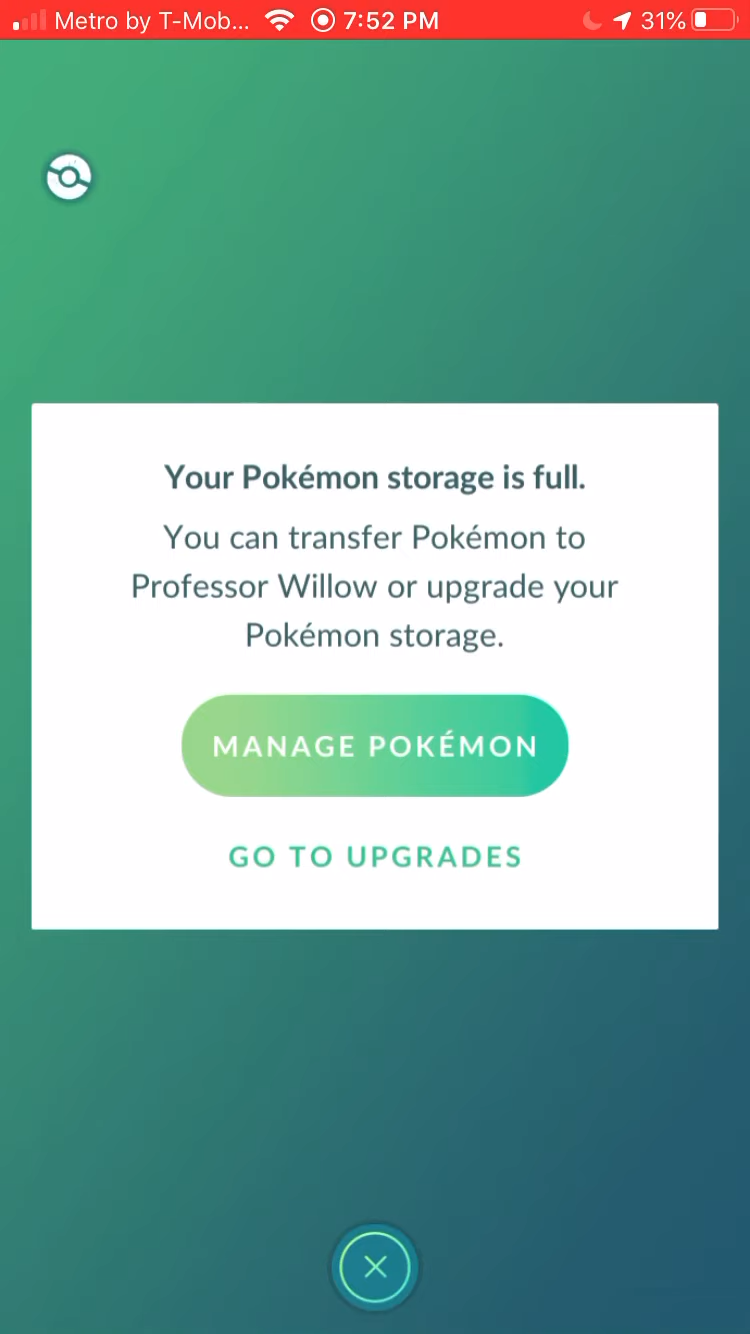 Metro by T-Mob... 7:52 PM 31%
Your Pokémon storage is full.
You can transfer Pokémon to
Professor Willow or upgrade your
Pokémon storage.
MANAGE POKÉMON
GO TO UPGRADES